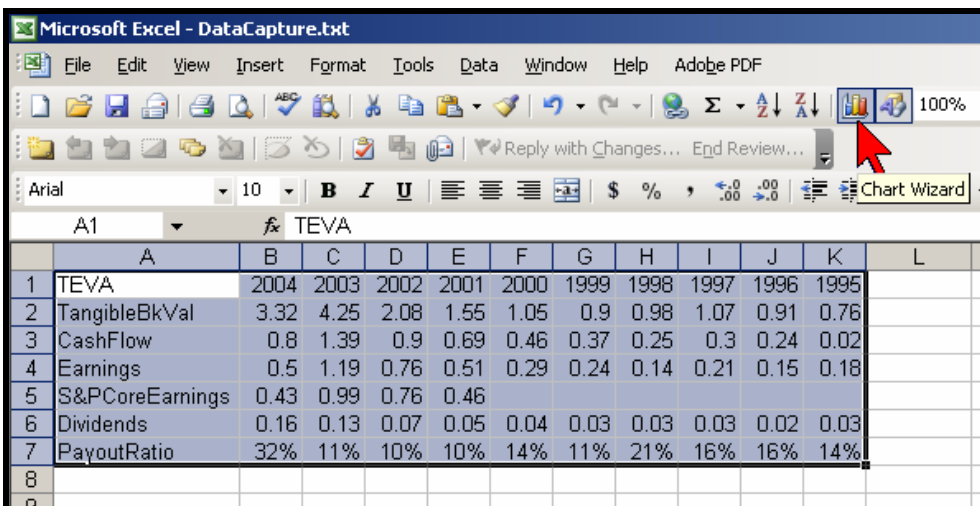 Microsoft Excel - DataCapture.txt
File Edit View Insert Format Tools Data Window Help Adobe PDF
ABC Σ A Z Z A 100%
Reply with Changes... End Review...
Arial 10 B I U a $ % , .0 .00 .00 .0 Chart Wizard
A1 fx TEVA
A B C D E F G H I J K L
1 TEVA 2004 2003 2002 2001 2000 1999 1998 1997 1996 1995
2 TangibleBkVal 3.32 4.25 2.08 1.55 1.05 0.9 0.98 1.07 0.91 0.76
3 CashFlow 0.8 1.39 0.9 0.69 0.46 0.37 0.25 0.3 0.24 0.02
4 Earnings 0.5 1.19 0.76 0.51 0.29 0.24 0.14 0.21 0.15 0.18
5 S&PCoreEarnings 0.43 0.99 0.76 0.46
6 Dividends 0.16 0.13 0.07 0.05 0.04 0.03 0.03 0.03 0.02 0.03
7 PayoutRatio 32% 11% 10% 10% 14% 11% 21% 16% 16% 14%
8
9